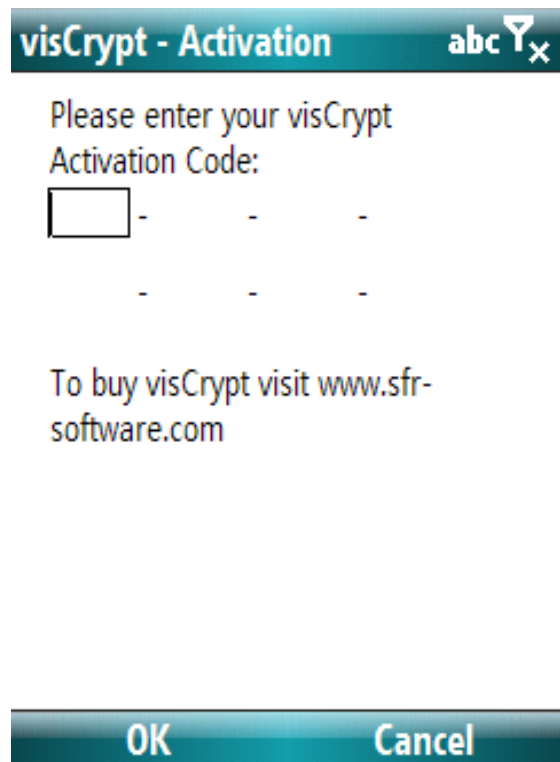 visCrypt - Activation abc
Please enter your visCrypt
Activation Code:
- - -
- - -
To buy visCrypt visit www.sfr-
software.com
OK Cancel